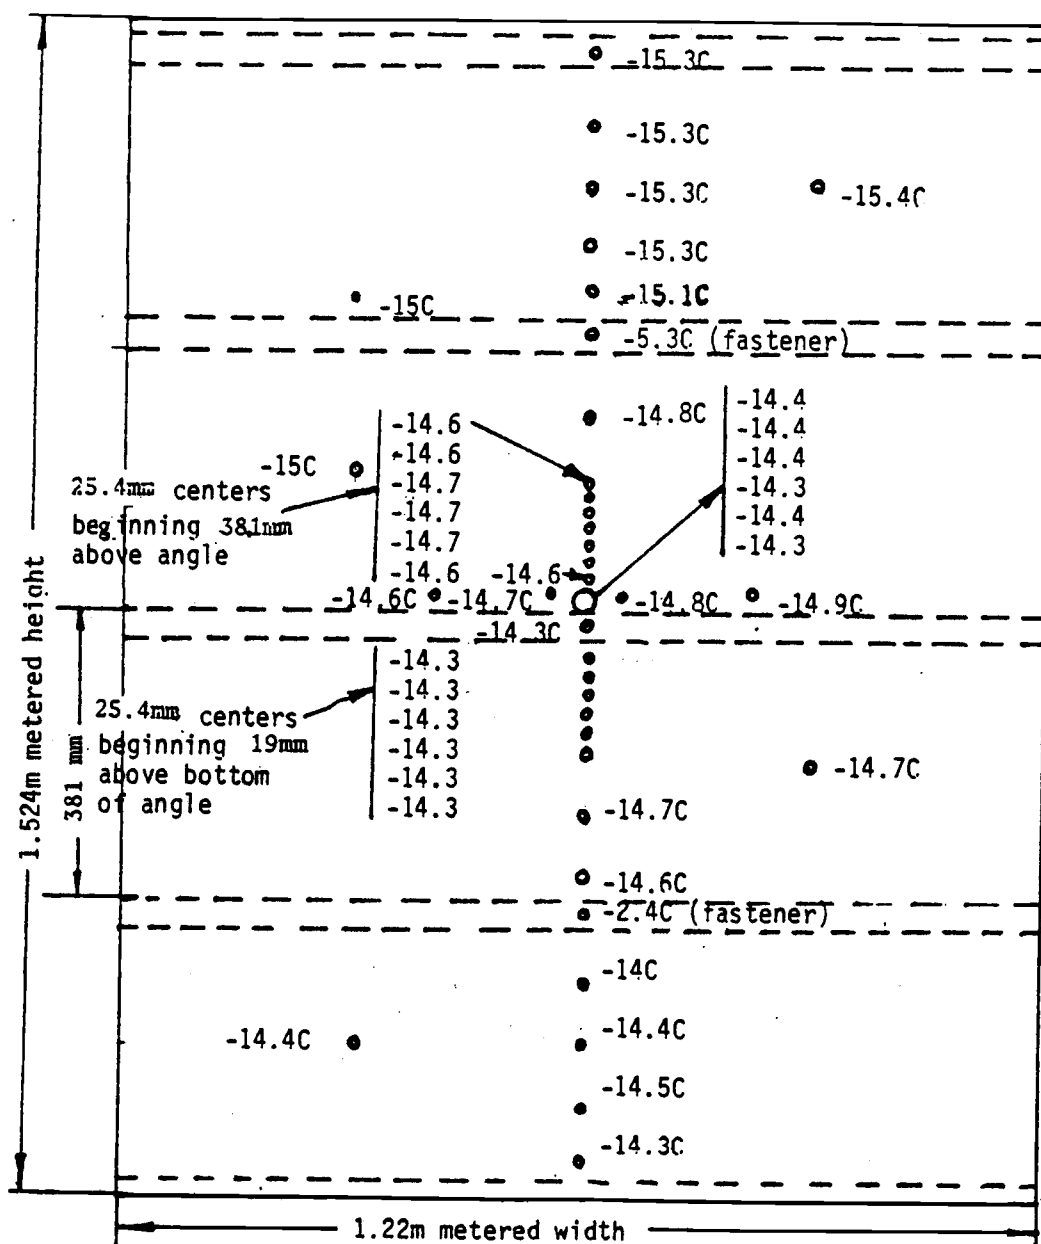 -15.3C
-15.3C
-15.3C
-15.4C
-15.3C
-15.1C
-15C
-5.3C (fastener)
-14.8C
-14.4
-14.4
-14.4
-14.3
-14.4
-14.3
-14.6
-14.6
-14.7
-14.7
-14.7
-14.6
-15C
25.4mm centers
beginning 381mm
above angle
-14.6
-14.6C
-14.7C
-14.8C
-14.9C
-14.3C
-14.3
-14.3
-14.3
-14.3
-14.3
-14.3
25.4mm centers
beginning 19mm
above bottom
of angle
1.524m metered height
381 mm
-14.7C
-14.7C
-14.6C
-2.4C (fastener)
-14C
-14.4C
-14.4C
-14.5C
-14.3C
1.22m metered width